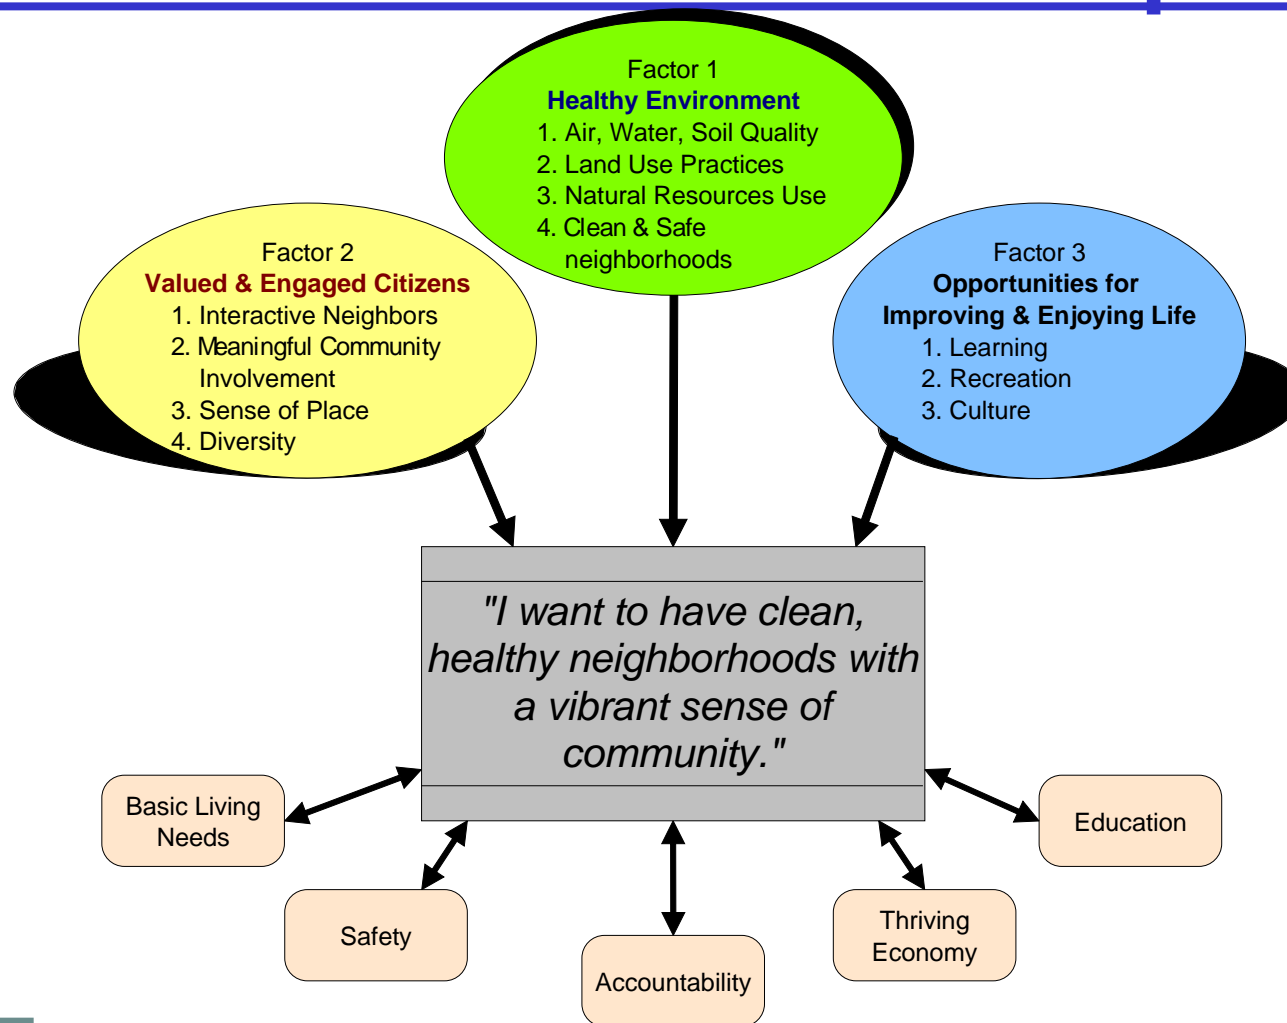 Factor 1
Healthy Environment
1. Air, Water, Soil Quality
2. Land Use Practices
3. Natural Resources Use
4. Clean & Safe
neighborhoods
Factor 2
Valued & Engaged Citizens
1. Interactive Neighbors
2. Meaningful Community
Involvement
3. Sense of Place
4. Diversity
Factor 3
Opportunities for
Improving & Enjoying Life
1. Learning
2. Recreation
3. Culture
"I want to have clean,
healthy neighborhoods with
a vibrant sense of
community."
Basic Living
Needs
Safety
Accountability
Thriving
Economy
Education